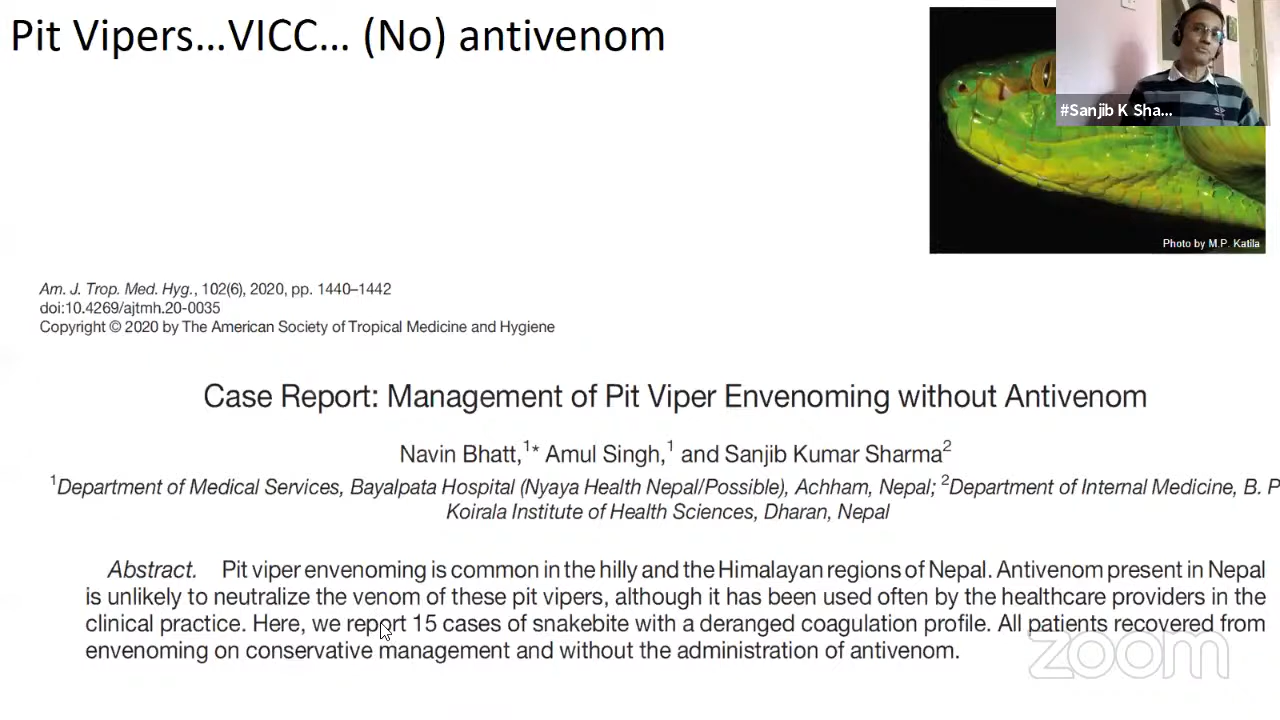 Pit Vipers...VICC... (No) antivenom
#Sanjib K Sha...
Photo by M.P. Katila
Am. J. Trop. Med. Hyg., 102(6), 2020, pp. 1440–1442
doi:10.4269/ajtmh.20-0035
Copyright © 2020 by The American Society of Tropical Medicine and Hygiene
Case Report: Management of Pit Viper Envenoming without Antivenom
Navin Bhatt,1* Amul Singh,1 and Sanjib Kumar Sharma2
1Department of Medical Services, Bayalpata Hospital (Nyaya Health Nepal/Possible), Achham, Nepal; 2Department of Internal Medicine, B. P
Koirala Institute of Health Sciences, Dharan, Nepal
Abstract. Pit viper envenoming is common in the hilly and the Himalayan regions of Nepal. Antivenom present in Nepal
is unlikely to neutralize the venom of these pit vipers, although it has been used often by the healthcare providers in the
clinical practice. Here, we report 15 cases of snakebite with a deranged coagulation profile. All patients recovered from
envenoming on conservative management and without the administration of antivenom.
zoom